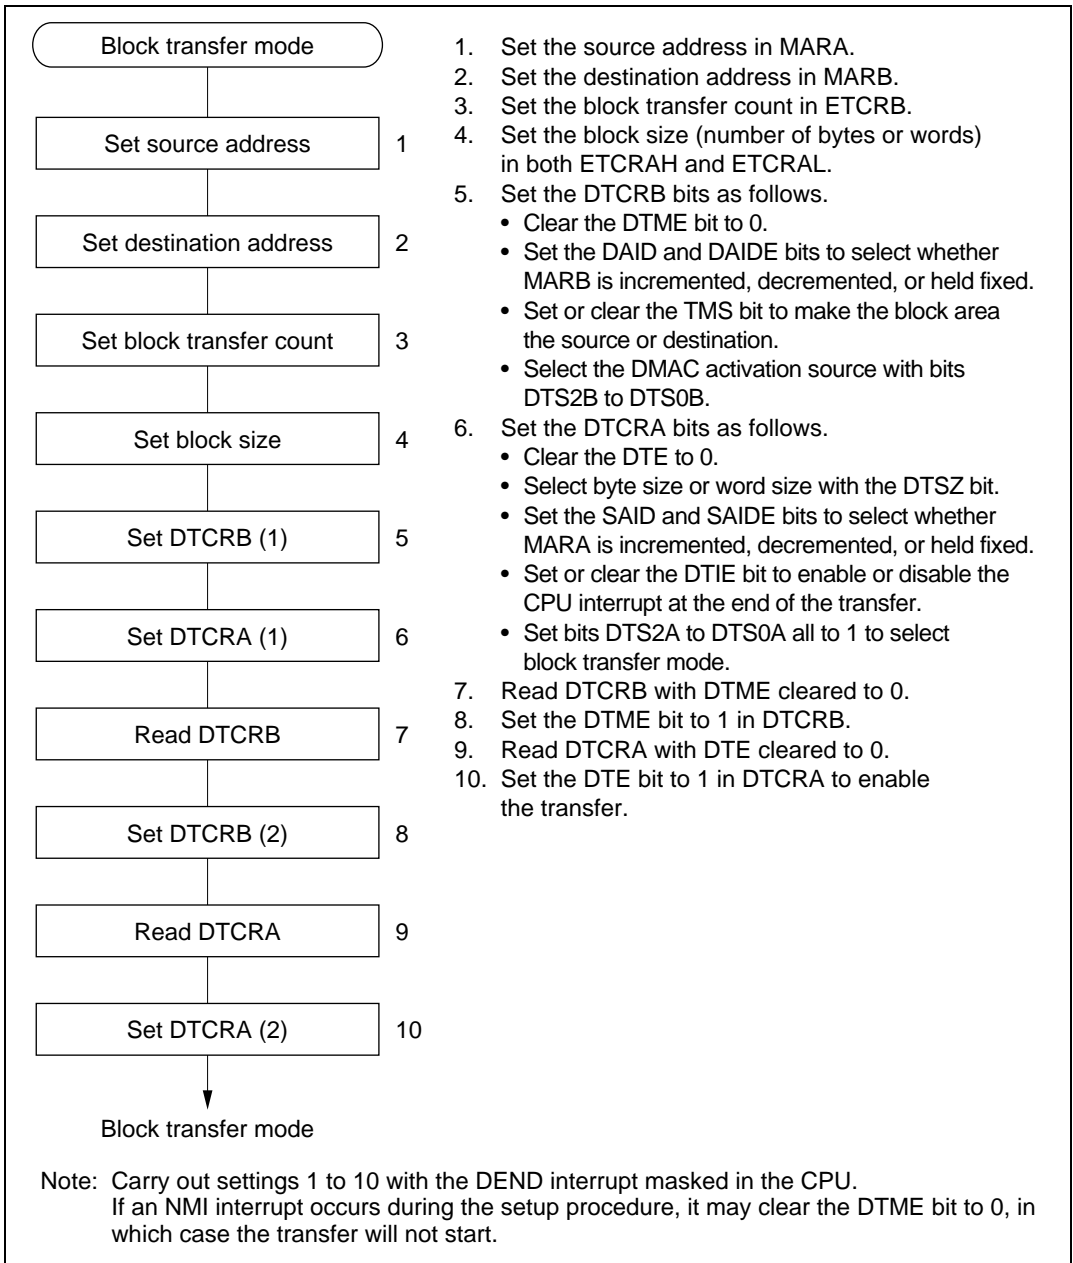 Block transfer mode
Set source address 1
Set destination address 2
Set block transfer count 3
Set block size 4
Set DTCRB (1) 5
Set DTCRA (1) 6
Read DTCRB 7
Set DTCRB (2) 8
Read DTCRA 9
Set DTCRA (2) 10
Block transfer mode
1. Set the source address in MARA.
2. Set the destination address in MARB.
3. Set the block transfer count in ETCRB.
4. Set the block size (number of bytes or words)
in both ETCRAH and ETCRAL.
5. Set the DTCRB bits as follows.
• Clear the DTME bit to 0.
• Set the DAID and DAIDE bits to select whether
MARB is incremented, decremented, or held fixed.
• Set or clear the TMS bit to make the block area
the source or destination.
• Select the DMAC activation source with bits
DTS2B to DTS0B.
6. Set the DTCRA bits as follows.
• Clear the DTE to 0.
• Select byte size or word size with the DTSZ bit.
• Set the SAID and SAIDE bits to select whether
MARA is incremented, decremented, or held fixed.
• Set or clear the DTIE bit to enable or disable the
CPU interrupt at the end of the transfer.
• Set bits DTS2A to DTS0A all to 1 to select
block transfer mode.
7. Read DTCRB with DTME cleared to 0.
8. Set the DTME bit to 1 in DTCRB.
9. Read DTCRA with DTE cleared to 0.
10. Set the DTE bit to 1 in DTCRA to enable
the transfer.
Note: Carry out settings 1 to 10 with the DEND interrupt masked in the CPU.
If an NMI interrupt occurs during the setup procedure, it may clear the DTME bit to 0, in
which case the transfer will not start.